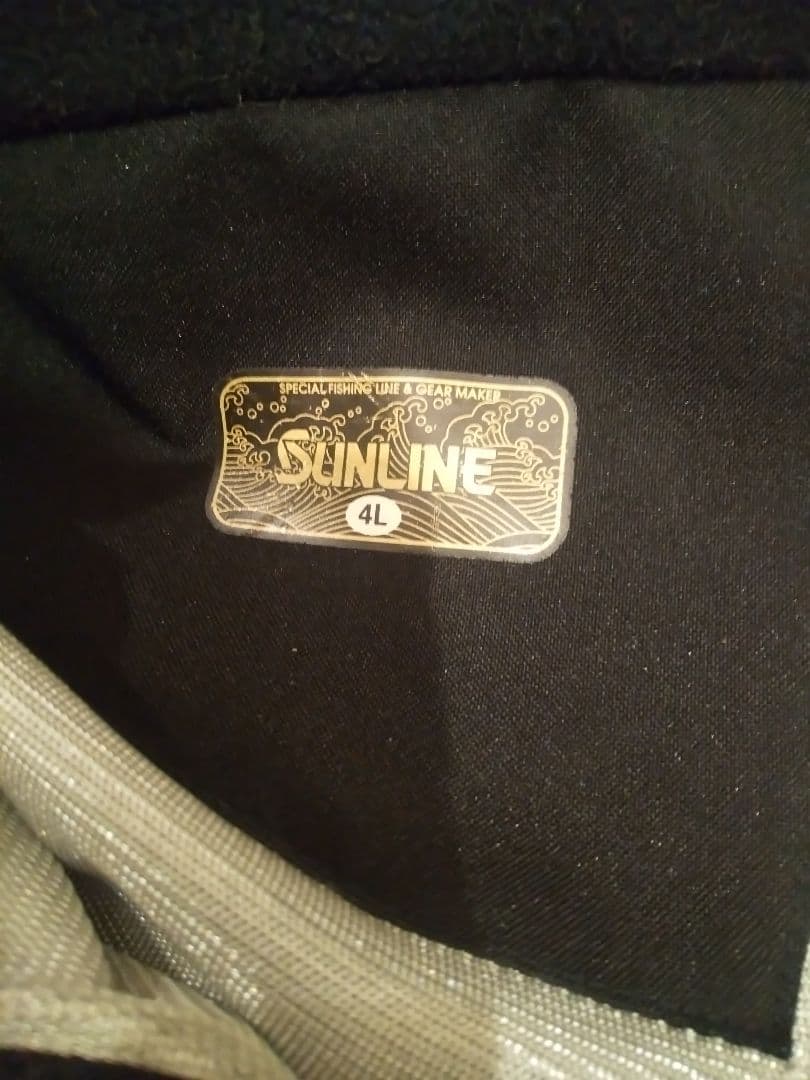 SPECIAL FISHING LINE & GEAR MAKER
SUNLINE
4L